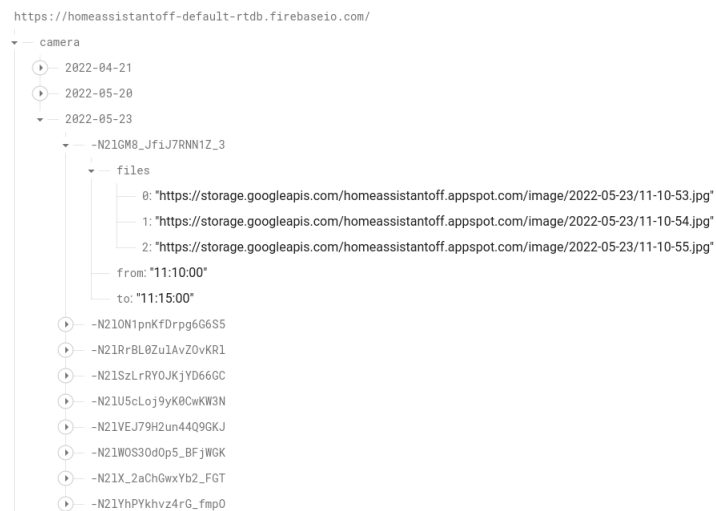 https://homeassistantoff-default-rtdb.firebaseio.com/
camera
2022-04-21
2022-05-20
2022-05-23
-N2lGM8_JfiJ7RNN1Z_3
files
0: "https://storage.googleapis.com/homeassistantoff.appspot.com/image/2022-05-23/11-10-53.jpg"
1: "https://storage.googleapis.com/homeassistantoff.appspot.com/image/2022-05-23/11-10-54.jpg"
2: "https://storage.googleapis.com/homeassistantoff.appspot.com/image/2022-05-23/11-10-55.jpg"
from: "11:10:00"
to: "11:15:00"
-N2lON1pnKfDrpg6G6S5
-N2lRrBL0ZulAvZOvKRl
-N2lSzLrRYOJKjYD66GC
-N2lU5cLoj9yK0CwKW3N
-N2lVEJ79H2un44Q9GKJ
-N2lWOS3OdOp5_BFjWGK
-N2lX_2aChGwxYb2_FGT
-N2lYhPYkhvz4rG_fmpO